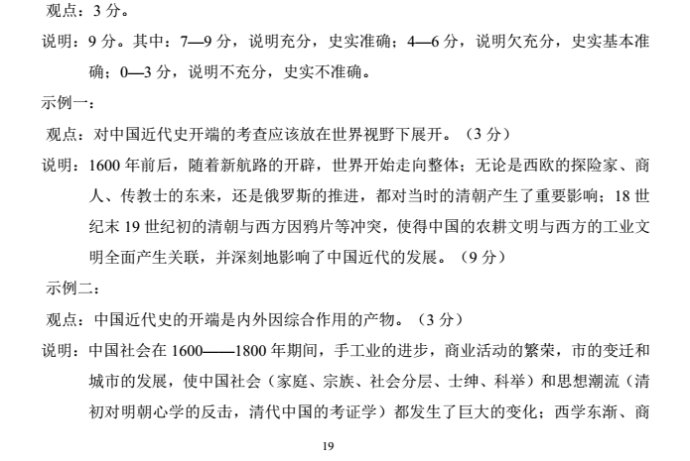 观点：3 分。
说明：9 分。其中：7—9 分，说明充分，史实准确；4—6 分，说明欠充分，史实基本准
确；0—3 分，说明不充分，史实不准确。
示例一：
观点：对中国近代史开端的考查应该放在世界视野下展开。（3 分）
说明：1600 年前后，随着新航路的开辟，世界开始走向整体；无论是西欧的探险家、商
人、传教士的东来，还是俄罗斯的推进，都对当时的清朝产生了重要影响；18 世
纪末 19 世纪初的清朝与西方因鸦片等冲突，使得中国的农耕文明与西方的工业文
明全面产生关联，并深刻地影响了中国近代的发展。（9 分）
示例二：
观点：中国近代史的开端是内外因综合作用的产物。（3 分）
说明：中国社会在 1600——1800 年期间，手工业的进步，商业活动的繁荣，市的变迁和
城市的发展，使中国社会（家庭、宗族、社会分层、士绅、科举）和思想潮流（清
初对明朝心学的反击，清代中国的考证学）都发生了巨大的变化；西学东渐、商
19